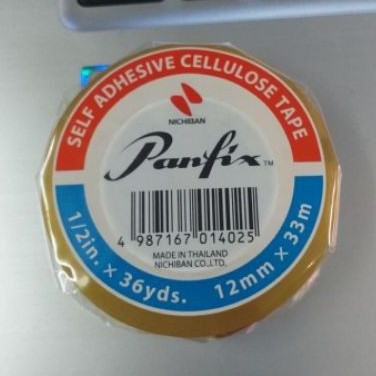 SELF ADHESIVE CELLULOSE TAPE
NICHIBAN
Panfix™
4 987167 014025
MADE IN THAILAND
NICHIBAN CO.,LTD.
1/2in. × 36yds. 12mm × 33m